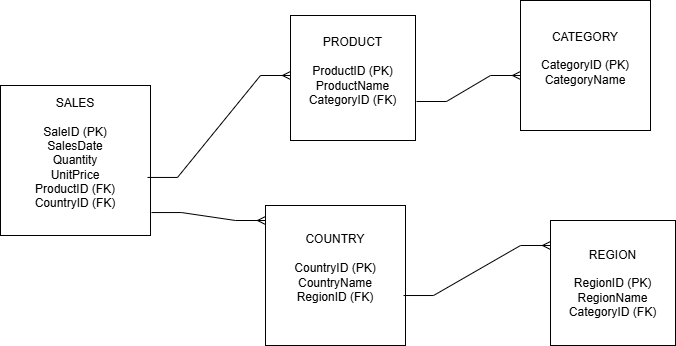 SALES
SaleID (PK)
SalesDate
Quantity
UnitPrice
ProductID (FK)
CountryID (FK)
PRODUCT
ProductID (PK)
ProductName
CategoryID (FK)
CATEGORY
CategoryID (PK)
CategoryName
COUNTRY
CountryID (PK)
CountryName
RegionID (FK)
REGION
RegionID (PK)
RegionName
CategoryID (FK)